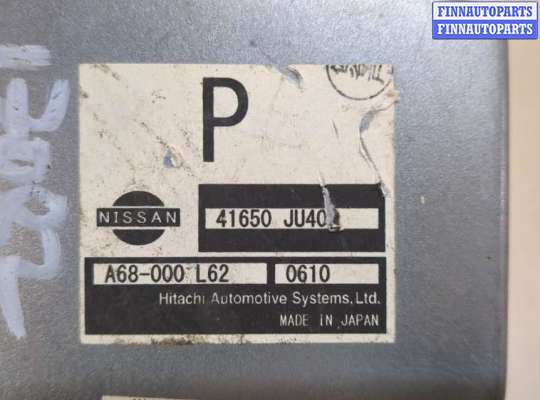 FINNAUTOPARTS
FINNAUTOPARTS
P
NISSAN
41650 JU40
A68-000 L62 0610
Hitachi Automotive Systems, Ltd.
MADE IN JAPAN